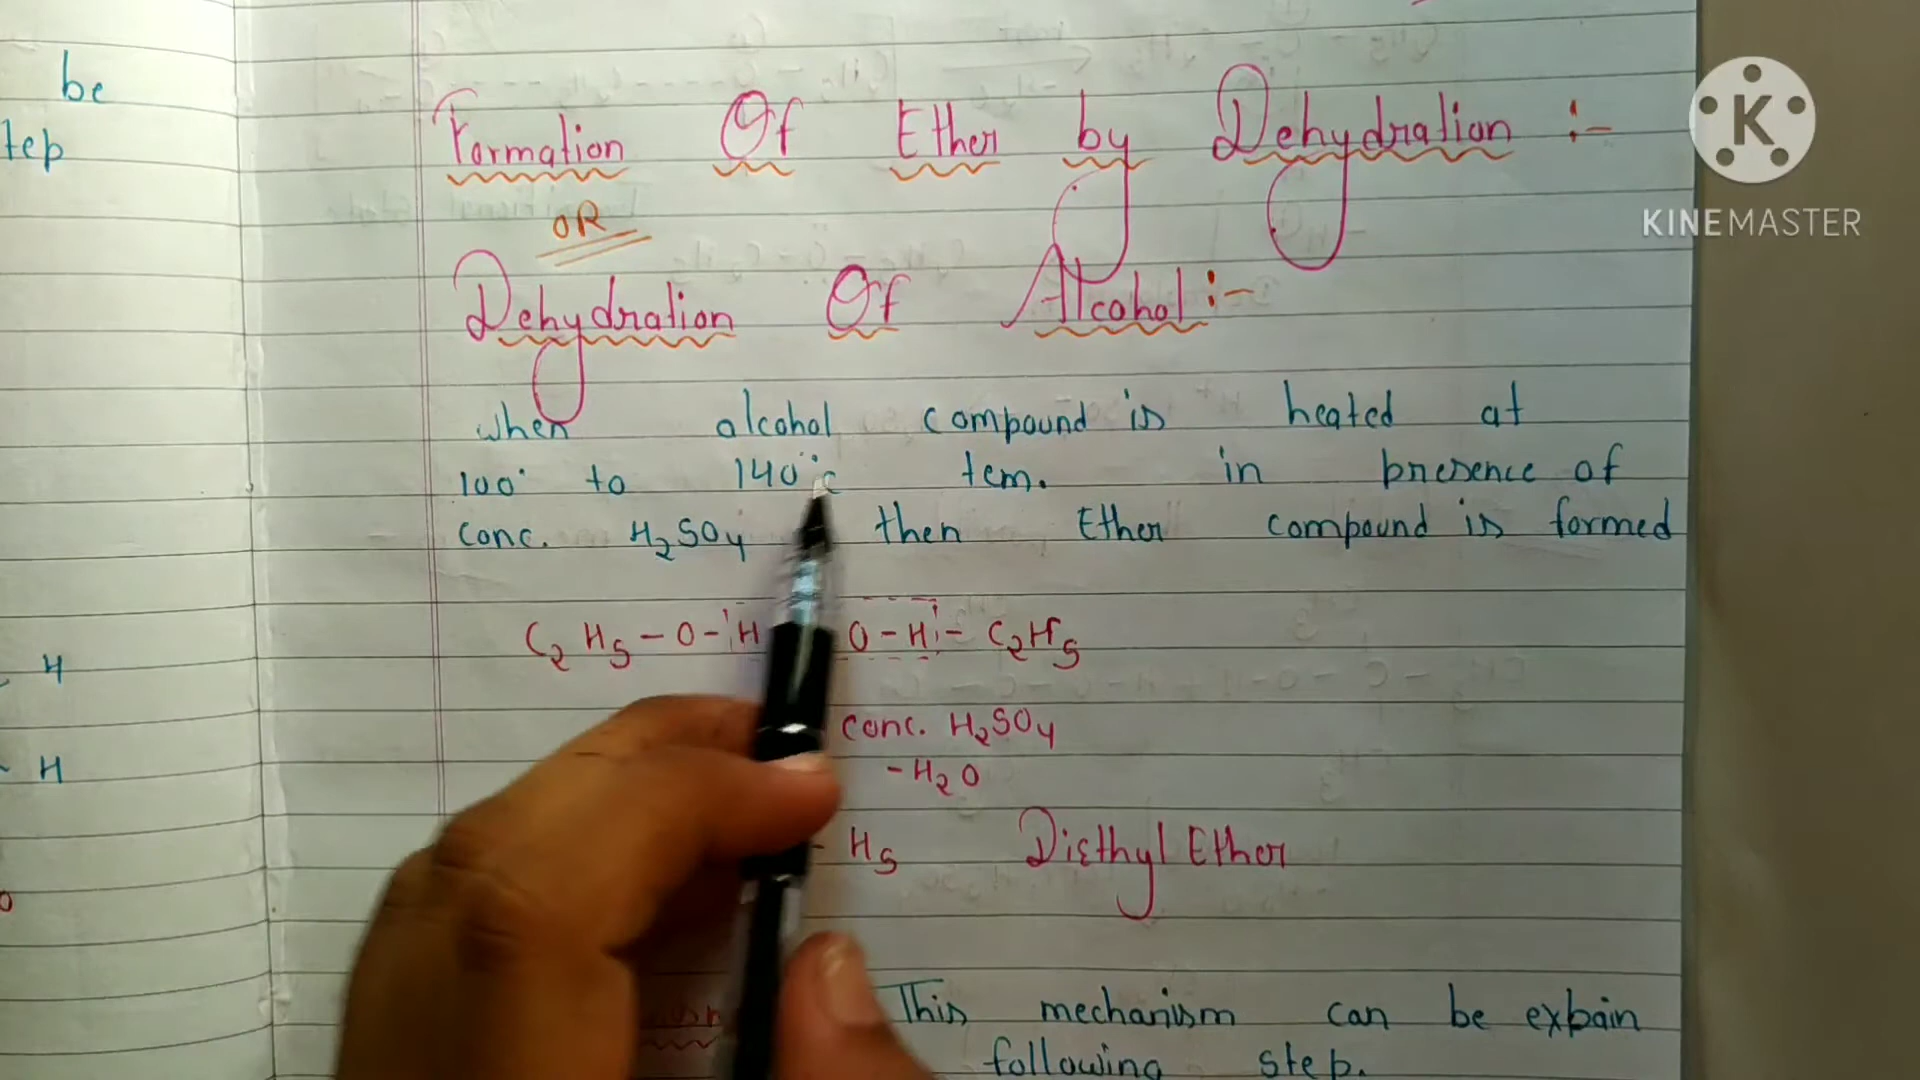 be
tep
Formation Of Ether by Dehydration :-
OR
Dehydration Of Alcohol :-
when alcohol compound is heated at
100° to 140°c tem. in presence of
conc. H2SO4 then Ether compound is formed
C2H5 - O - H O - H - C2H5
conc. H2SO4
- H2O
- H5 Diethyl Ether
This mechanism can be exbain
following steb.
H
- H
KINEMASTER